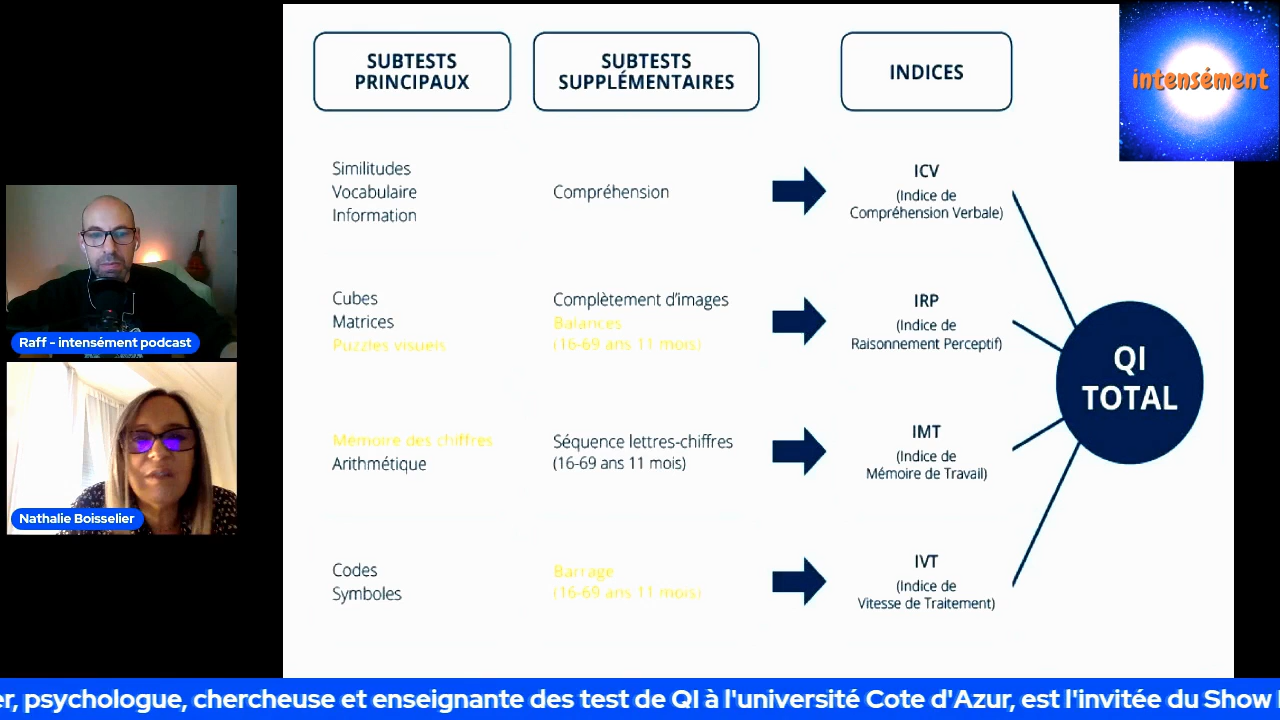 SUBTESTS
PRINCIPAUX
SUBTESTS
SUPPLÉMENTAIRES
INDICES
intensément
Similitudes
Vocabulaire
Information
Compréhension
ICV
(Indice de
Compréhension Verbale)
Cubes
Matrices
Puzzles visuels
Complètement d'images
Balances
(16-69 ans 11 mois)
IRP
(Indice de
Raisonnement Perceptif)
QI
TOTAL
Mémoire des chiffres
Arithmétique
Séquence lettres-chiffres
(16-69 ans 11 mois)
IMT
(Indice de
Mémoire de Travail)
Codes
Symboles
Barrage
(16-69 ans 11 mois)
IVT
(Indice de
Vitesse de Traitement)
Raff - intensément podcast
Nathalie Boisselier
er, psychologue, chercheuse et enseignante des test de QI à l'université Cote d'Azur, est l'invitée du Show